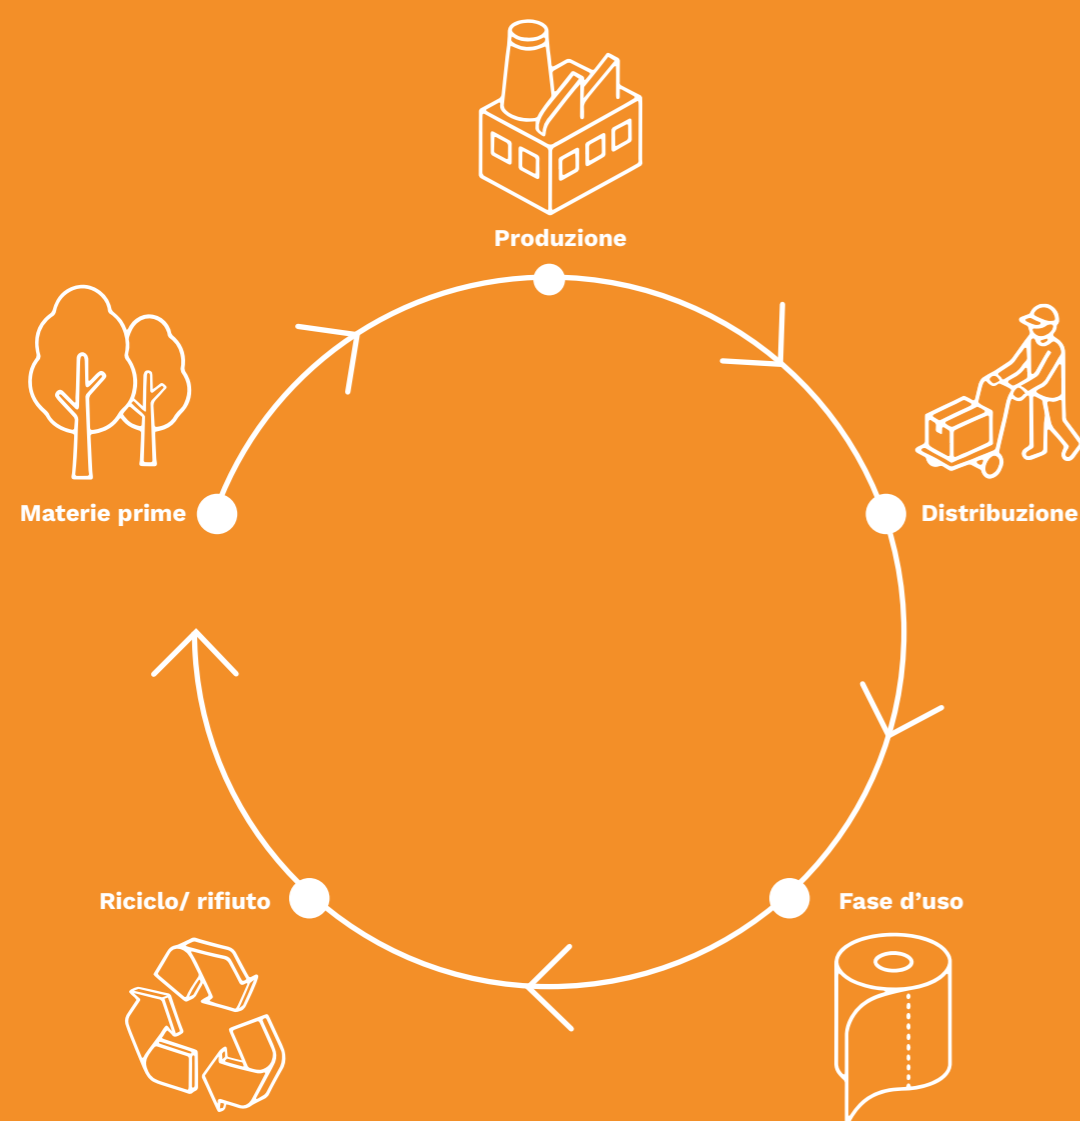 Produzione
Materie prime
Distribuzione
Riciclo/ rifiuto
Fase d’uso